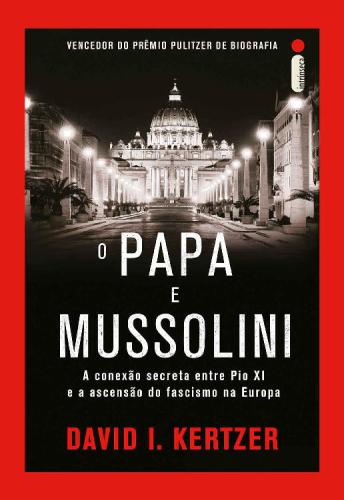 VENCEDOR DO PRÊMIO PULITZER DE BIOGRAFIA
intrínseca
O PAPA
E
MUSSOLINI
A conexão secreta entre Pio XI
e a ascensão do fascismo na Europa
DAVID I. KERTZER